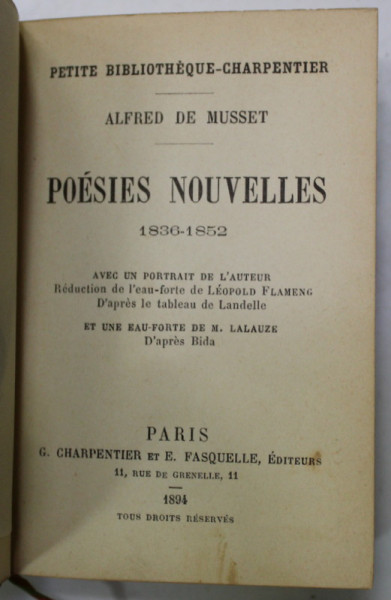 PETITE BIBLIOTHÈQUE-CHARPENTIER
ALFRED DE MUSSET
POÉSIES NOUVELLES
1836-1852
AVEC UN PORTRAIT DE L'AUTEUR
Réduction de l'eau-forte de LÉOPOLD FLAMENG
D'après le tableau de Landelle
ET UNE EAU-FORTE DE M. LALAUZE
D'après Bida
PARIS
G. CHARPENTIER ET E. FASQUELLE, ÉDITEURS
11, RUE DE GRENELLE, 11
1894
TOUS DROITS RÉSERVÉS